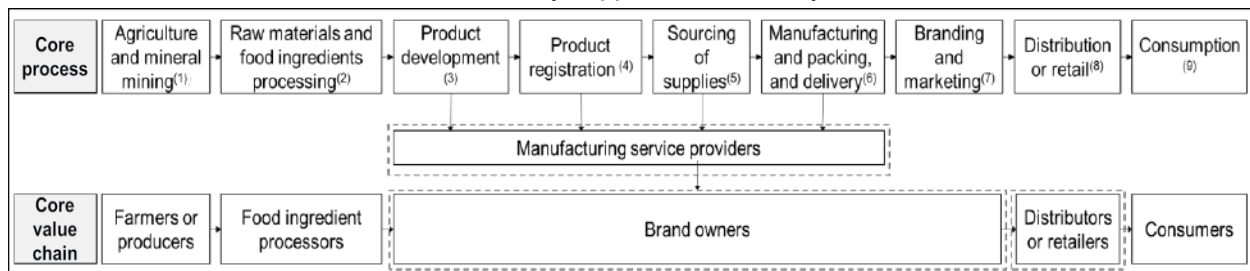 Core
process
Agriculture
and mineral
mining(1)
Raw materials and
food ingredients
processing(2)
Product
development
(3)
Product
registration (4)
Sourcing
of
supplies(5)
Manufacturing
and packing,
and delivery(6)
Branding
and
marketing(7)
Distribution
or retail(8)
Consumption
(9)
Manufacturing service providers
Core
value
chain
Farmers or
producers
Food ingredient
processors
Brand owners
Distributors
or retailers
Consumers